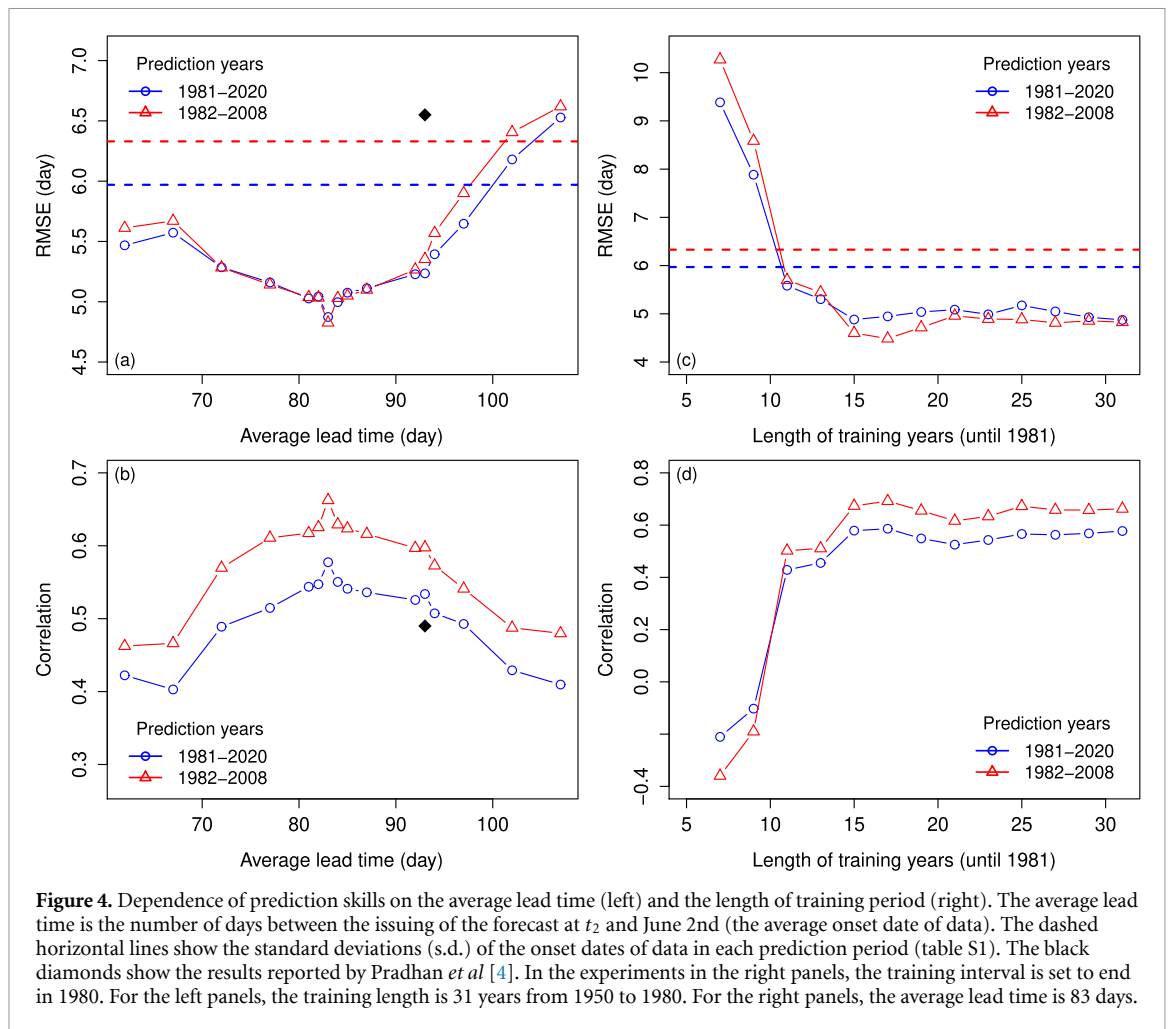 Prediction years
1981−2020
1982−2008
RMSE (day)
7.0
6.5
6.0
5.5
5.0
4.5
(a)
70
80
90
100
Average lead time (day)
Prediction years
1981−2020
1982−2008
RMSE (day)
10
9
8
7
6
5
4
(c)
5
10
15
20
25
30
Length of training years (until 1981)
(b)
Correlation
0.7
0.6
0.5
0.4
0.3
Prediction years
1981−2020
1982−2008
70
80
90
100
Average lead time (day)
(d)
Correlation
0.8
0.6
0.4
0.2
0.0
−0.4
Prediction years
1981−2020
1982−2008
5
10
15
20
25
30
Length of training years (until 1981)
Figure 4. Dependence of prediction skills on the average lead time (left) and the length of training period (right). The average lead
time is the number of days between the issuing of the forecast at t2 and June 2nd (the average onset date of data). The dashed
horizontal lines show the standard deviations (s.d.) of the onset dates of data in each prediction period (table S1). The black
diamonds show the results reported by Pradhan et al [4]. In the experiments in the right panels, the training interval is set to end
in 1980. For the left panels, the training length is 31 years from 1950 to 1980. For the right panels, the average lead time is 83 days.